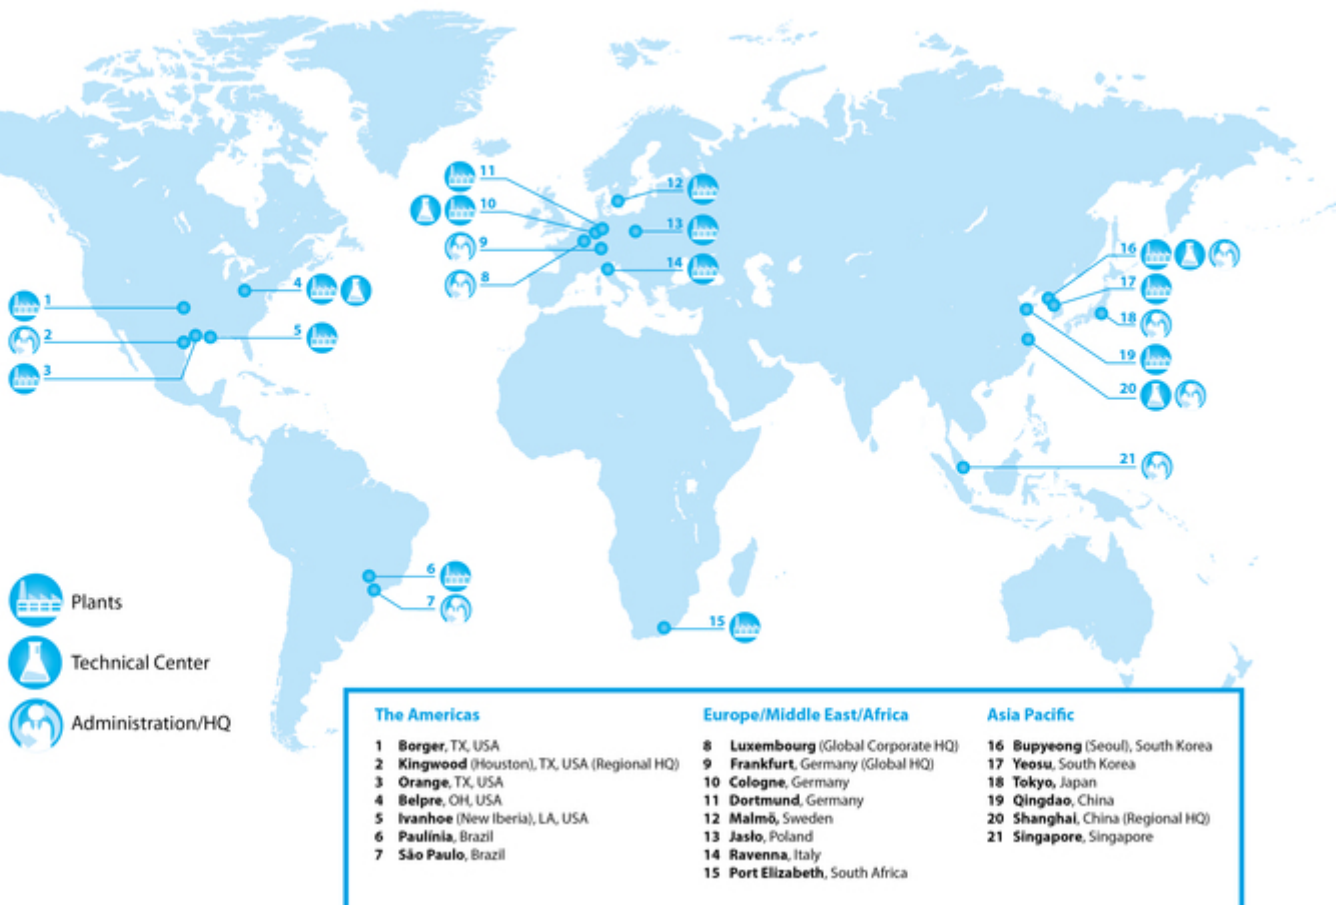 11
10
9
8
12
13
14
1
2
3
4
5
16
17
18
19
20
21
6
7
15
Plants
Technical Center
Administration/HQ
The Americas
1 Borger, TX, USA
2 Kingwood (Houston), TX, USA (Regional HQ)
3 Orange, TX, USA
4 Belpre, OH, USA
5 Ivanhoe (New Iberia), LA, USA
6 Paulínia, Brazil
7 São Paulo, Brazil
Europe/Middle East/Africa
8 Luxembourg (Global Corporate HQ)
9 Frankfurt, Germany (Global HQ)
10 Cologne, Germany
11 Dortmund, Germany
12 Malmö, Sweden
13 Jasło, Poland
14 Ravenna, Italy
15 Port Elizabeth, South Africa
Asia Pacific
16 Bupyeong (Seoul), South Korea
17 Yeosu, South Korea
18 Tokyo, Japan
19 Qingdao, China
20 Shanghai, China (Regional HQ)
21 Singapore, Singapore